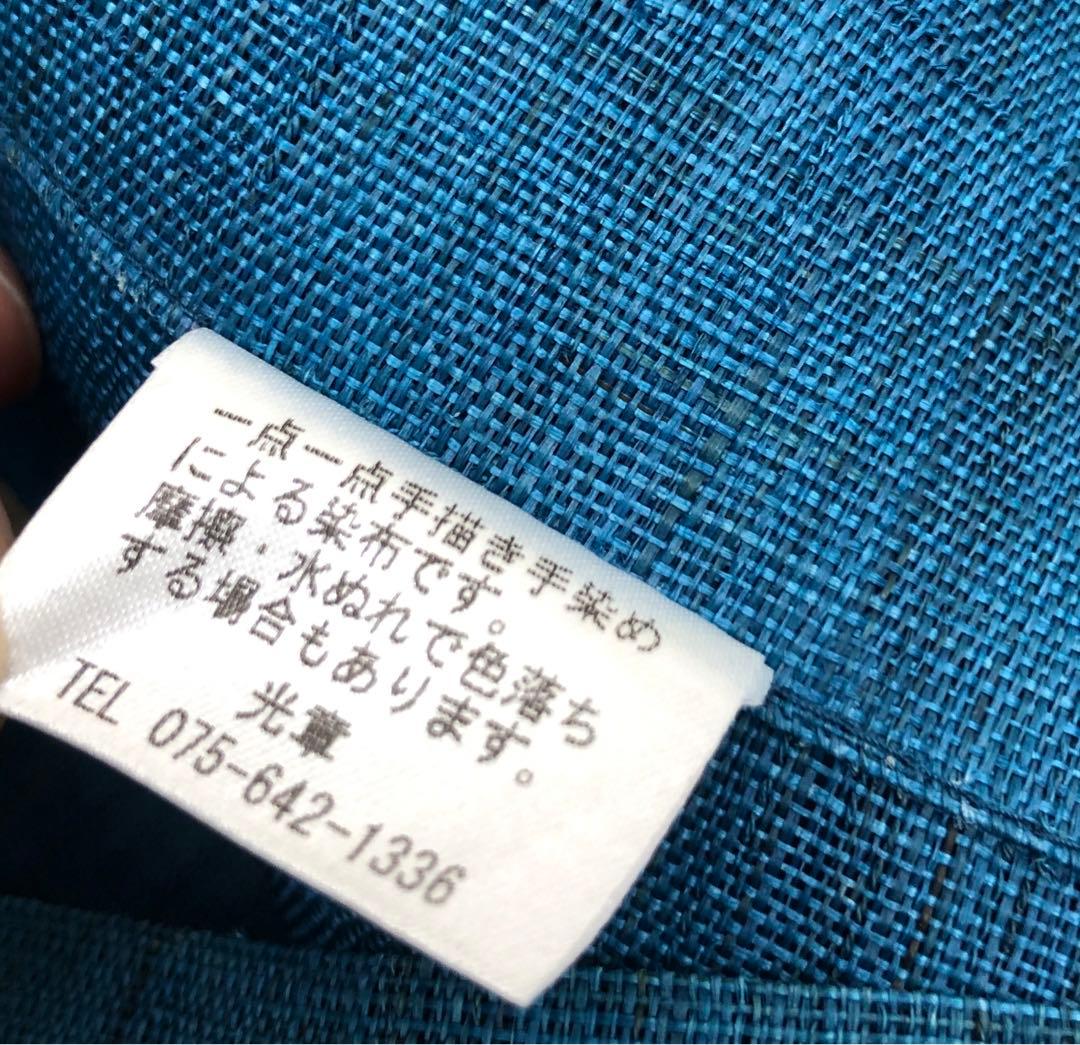 一点一点手描き手染め
による染布です。
摩擦・水ぬれで色落ち
する場合もあります。
光章
TEL 075-642-1336